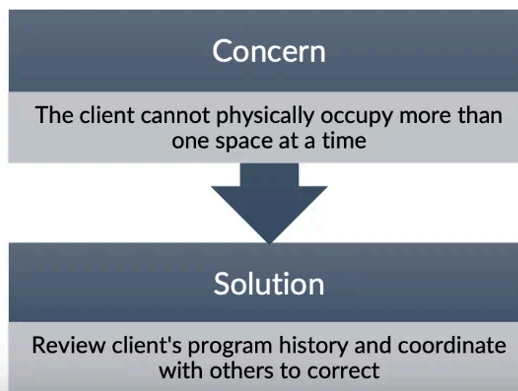 Concern
The client cannot physically occupy more than
one space at a time
Solution
Review client's program history and coordinate
with others to correct